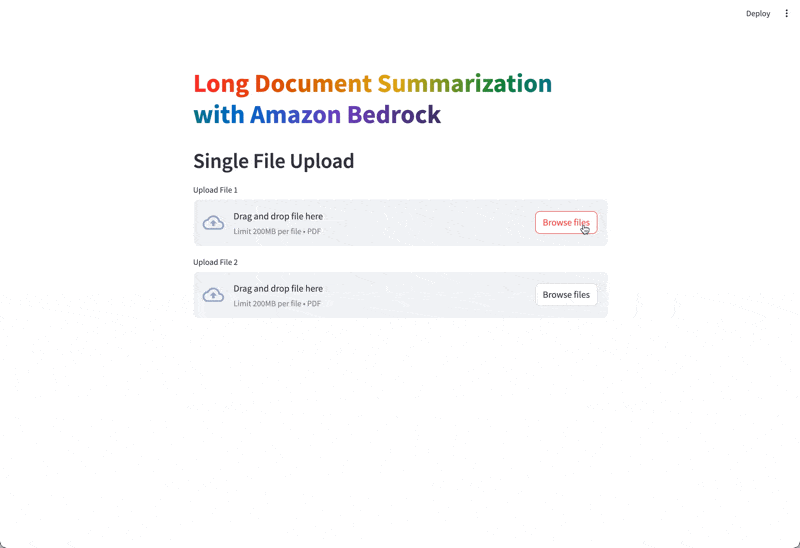 Deploy
Long Document Summarization
with Amazon Bedrock
Single File Upload
Upload File 1
Drag and drop file here
Limit 200MB per file • PDF
Browse files
Upload File 2
Drag and drop file here
Limit 200MB per file • PDF
Browse files